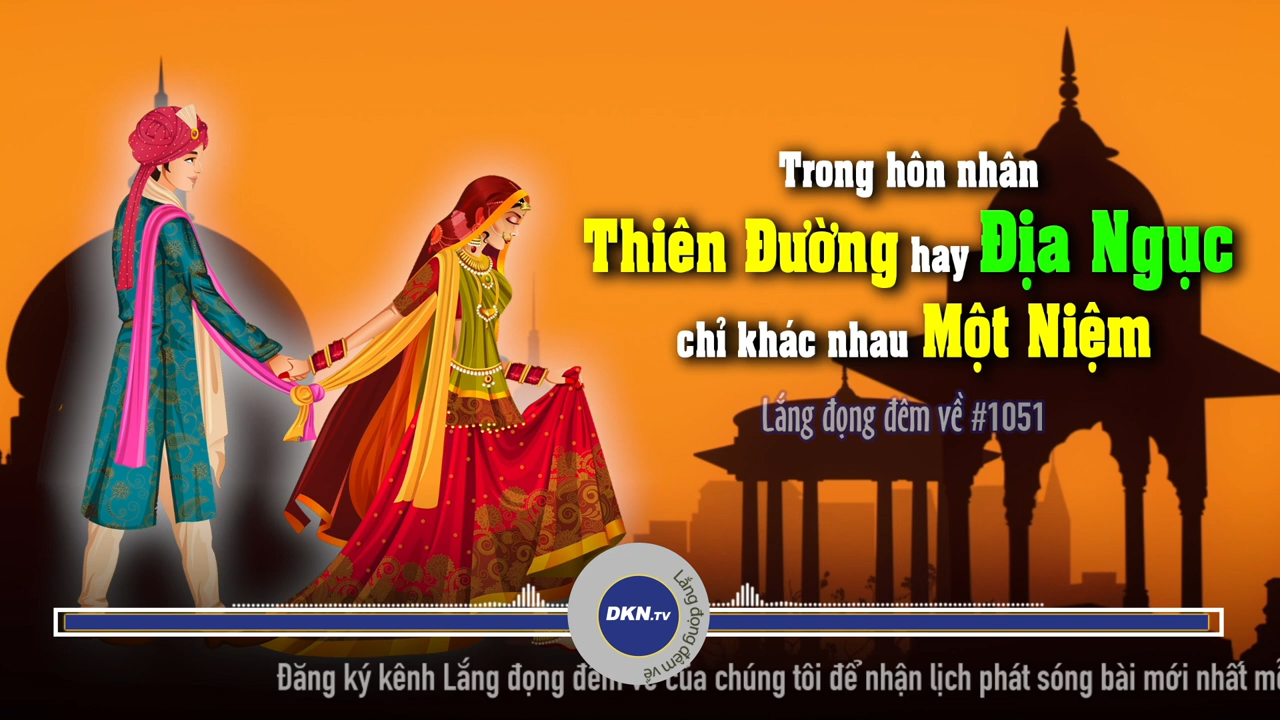 Trong hôn nhân
Thiên Đường hay Địa Ngục
chỉ khác nhau Một Niệm
Lắng đọng đêm về #1051
DKN.TV
Lắng đọng đêm về
Đăng ký kênh Lắng đọng đêm về của chúng tôi để nhận lịch phát sóng bài mới nhất